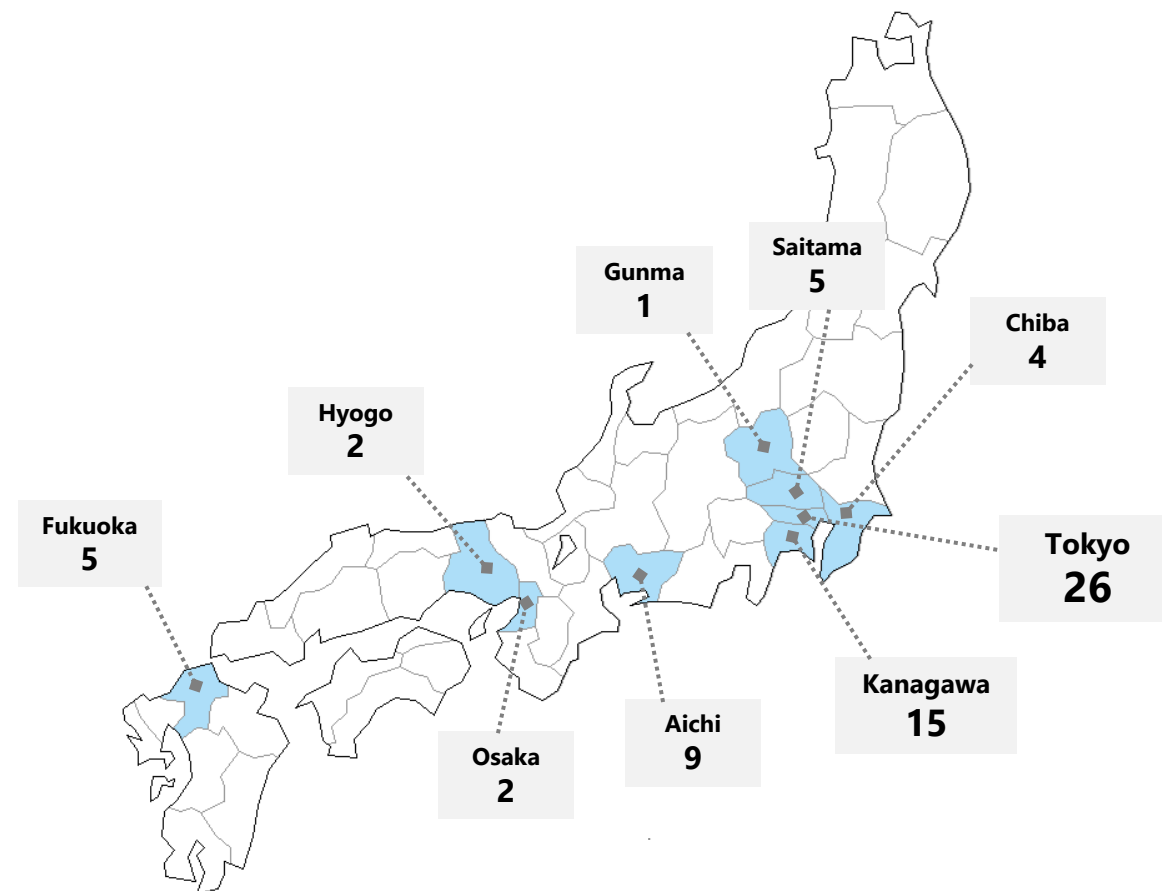 Saitama
5
Gunma
1
Chiba
4
Hyogo
2
Fukuoka
5
Tokyo
26
Kanagawa
15
Aichi
9
Osaka
2